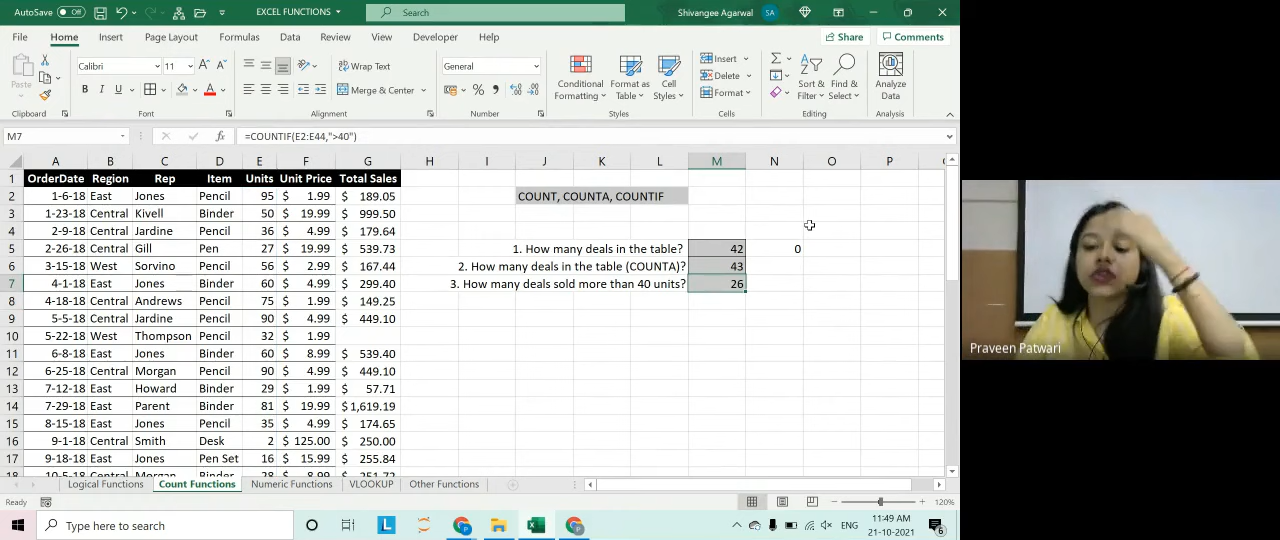 AutoSave Off EXCEL FUNCTIONS Search Shivangee Agarwal SA
File Home Insert Page Layout Formulas Data Review View Developer Help Share Comments
Paste Calibri 11 Wrap Text General Conditional Formatting Format as Table Cell Styles Insert Delete Format Sort & Filter Find & Select Analyze Data
B I U Merge & Center
Clipboard Font Alignment Number Styles Cells Editing Analysis
M7 =COUNTIF(E2:E44,">40")
A B C D E F G H I J K L M N O P
1 OrderDate Region Rep Item Units Unit Price Total Sales
2 1-6-18 East Jones Pencil 95 $ 1.99 $ 189.05 COUNT, COUNTA, COUNTIF
3 1-23-18 Central Kivell Binder 50 $ 19.99 $ 999.50
4 2-9-18 Central Jardine Pencil 36 $ 4.99 $ 179.64
5 2-26-18 Central Gill Pen 27 $ 19.99 $ 539.73 1. How many deals in the table? 42 0
6 3-15-18 West Sorvino Pencil 56 $ 2.99 $ 167.44 2. How many deals in the table (COUNTA)? 43
7 4-1-18 East Jones Binder 60 $ 4.99 $ 299.40 3. How many deals sold more than 40 units? 26
8 4-18-18 Central Andrews Pencil 75 $ 1.99 $ 149.25
9 5-5-18 Central Jardine Pencil 90 $ 4.99 $ 449.10
10 5-22-18 West Thompson Pencil 32 $ 1.99
11 6-8-18 East Jones Binder 60 $ 8.99 $ 539.40
12 6-25-18 Central Morgan Pencil 90 $ 4.99 $ 449.10
13 7-12-18 East Howard Binder 29 $ 1.99 $ 57.71
14 7-29-18 East Parent Binder 81 $ 19.99 $ 1,619.19
15 8-15-18 East Jones Pencil 35 $ 4.99 $ 174.65
16 9-1-18 Central Smith Desk 2 $ 125.00 $ 250.00
17 9-18-18 East Jones Pen Set 16 $ 15.99 $ 255.84
18 10-5-18 Central Morgan Binder 28 $ 8.99 $ 251.72
Logical Functions Count Functions Numeric Functions VLOOKUP Other Functions
Ready 120%
Type here to search ENG 11:49 AM
21-10-2021 6
Praveen Patwari